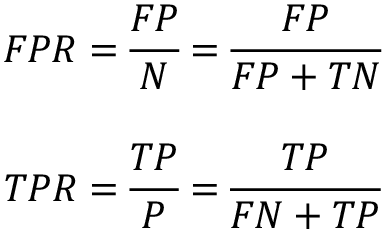 FPR = FP/N = FP/(FP + TN)
TPR = TP/P = TP/(FN + TP)